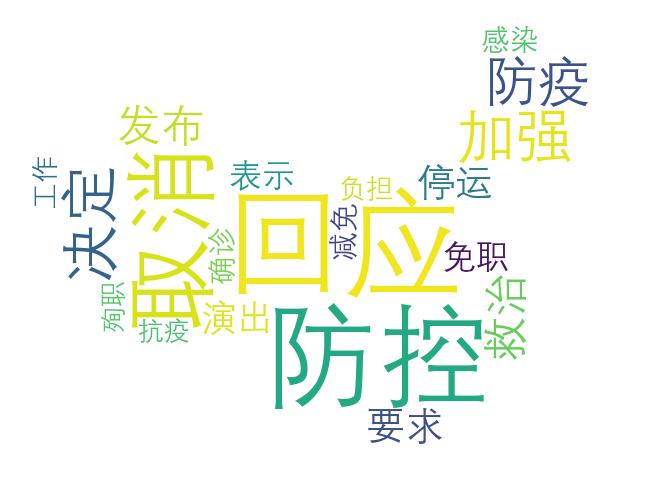 感染
防疫
加强
发布
取消
表示
停运
工作
决定
负担
回应
减免
确诊
免职
殉职
抗疫
演出
救治
防控
要求